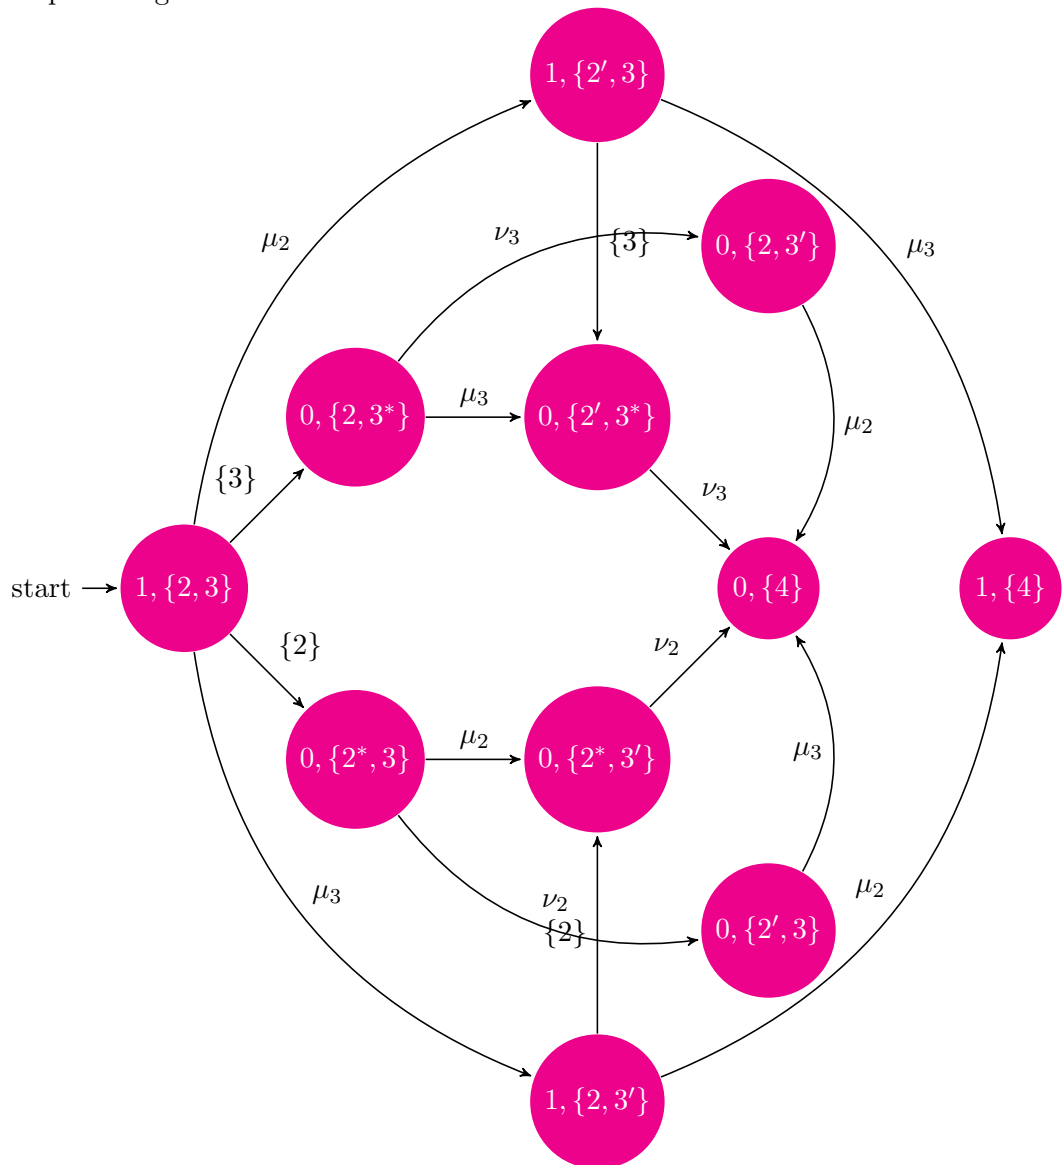 1, {2′, 3}
μ₂
ν₃
{3}
0, {2, 3′}
μ₃
0, {2, 3*}
μ₃
0, {2′, 3*}
μ₂
{3}
ν₃
start
1, {2, 3}
0, {4}
1, {4}
{2}
ν₂
0, {2*, 3}
μ₂
0, {2*, 3′}
μ₃
μ₃
ν₂
μ₂
{2}
0, {2′, 3}
1, {2, 3′}